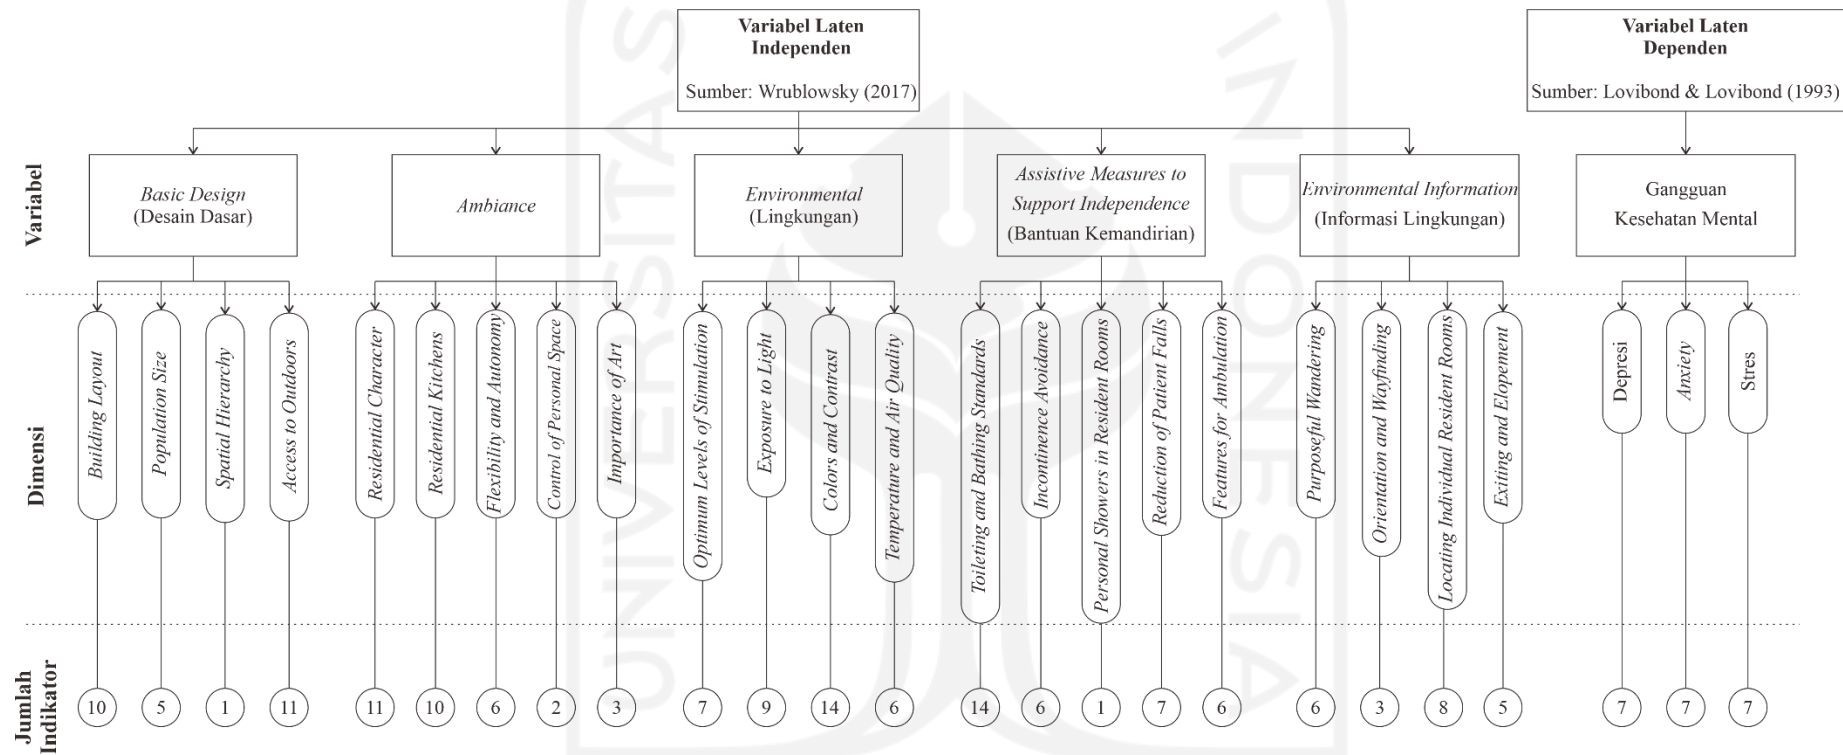 Variabel Laten
Independen
Sumber: Wrublowsky (2017)
Variabel Laten
Dependen
Sumber: Lovibond & Lovibond (1993)
Variabel
Basic Design
(Desain Dasar)
Ambiance
Environmental
(Lingkungan)
Assistive Measures to
Support Independence
(Bantuan Kemandirian)
Environmental Information
(Informasi Lingkungan)
Gangguan
Kesehatan Mental
Dimensi
Building Layout
Population Size
Spatial Hierarchy
Access to Outdoors
Residential Character
Residential Kitchens
Flexibility and Autonomy
Control of Personal Space
Importance of Art
Optimum Levels of Stimulation
Exposure to Light
Colors and Contrast
Temperature and Air Quality
Toileting and Bathing Standards
Incontinence Avoidance
Personal Showers in Resident Rooms
Reduction of Patient Falls
Features for Ambulation
Purposeful Wandering
Orientation and Wayfinding
Locating Individual Resident Rooms
Exiting and Elopement
Depresi
Anxiety
Stres
Jumlah
Indikator
10
5
1
11
11
10
6
2
3
7
9
14
6
14
6
1
7
6
6
3
8
5
7
7
7
UNIVERSITAS
INDONESIA